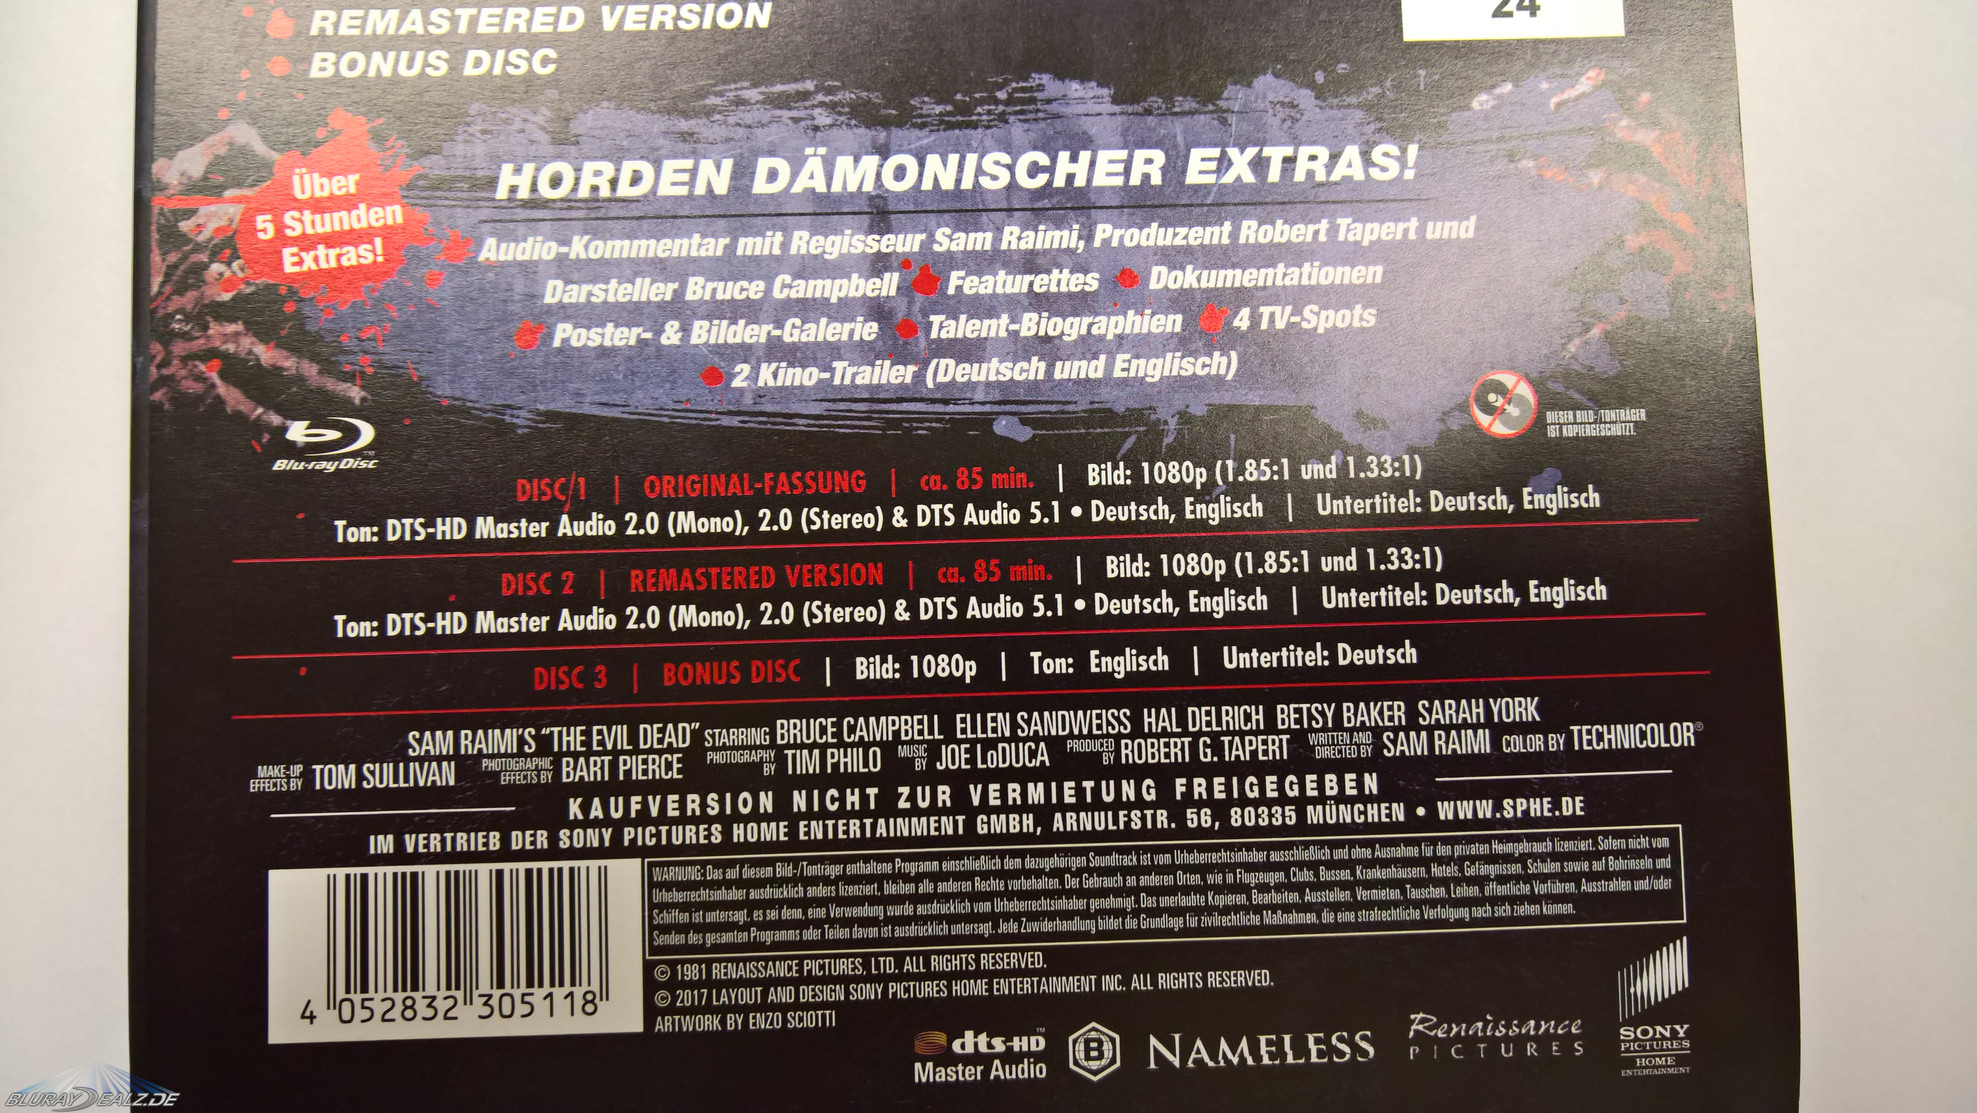 REMASTERED VERSION
BONUS DISC
24
Über
5 Stunden
Extras!
HORDEN DÄMONISCHER EXTRAS!
Audio-Kommentar mit Regisseur Sam Raimi, Produzent Robert Tapert und
Darsteller Bruce Campbell Featurettes Dokumentationen
Poster- & Bilder-Galerie Talent-Biographien 4 TV-Spots
2 Kino-Trailer (Deutsch und Englisch)
Blu-ray Disc™
DIESER BILD-/TONTRÄGER
IST KOPIERGESCHÜTZT.
DISC 1 | ORIGINAL-FASSUNG | ca. 85 min. | Bild: 1080p (1.85:1 und 1.33:1)
Ton: DTS-HD Master Audio 2.0 (Mono), 2.0 (Stereo) & DTS Audio 5.1 • Deutsch, Englisch | Untertitel: Deutsch, Englisch
DISC 2 | REMASTERED VERSION | ca. 85 min. | Bild: 1080p (1.85:1 und 1.33:1)
Ton: DTS-HD Master Audio 2.0 (Mono), 2.0 (Stereo) & DTS Audio 5.1 • Deutsch, Englisch | Untertitel: Deutsch, Englisch
DISC 3 | BONUS DISC | Bild: 1080p | Ton: Englisch | Untertitel: Deutsch
SAM RAIMI'S “THE EVIL DEAD” STARRING BRUCE CAMPBELL ELLEN SANDWEISS HAL DELRICH BETSY BAKER SARAH YORK
MAKE-UP EFFECTS BY TOM SULLIVAN PHOTOGRAPHIC EFFECTS BY BART PIERCE PHOTOGRAPHY BY TIM PHILO MUSIC BY JOE LoDUCA PRODUCED BY ROBERT G. TAPERT WRITTEN AND DIRECTED BY SAM RAIMI COLOR BY TECHNICOLOR®
KAUFVERSION NICHT ZUR VERMIETUNG FREIGEGEBEN
IM VERTRIEB DER SONY PICTURES HOME ENTERTAINMENT GMBH, ARNULFSTR. 56, 80335 MÜNCHEN • WWW.SPHE.DE
WARNUNG: Das auf diesem Bild-/Tonträger enthaltene Programm einschließlich dem dazugehörigen Soundtrack ist vom Urheberrechtsinhaber ausschließlich und ohne Ausnahme für den privaten Heimgebrauch lizenziert. Sofern nicht vom
Urheberrechtsinhaber ausdrücklich anders lizenziert, bleiben alle anderen Rechte vorbehalten. Der Gebrauch an anderen Orten, wie in Flugzeugen, Clubs, Bussen, Krankenhäusern, Hotels, Gefängnissen, Schulen sowie auf Bohrinseln und
Schiffen ist untersagt, es sei denn, eine Verwendung wurde ausdrücklich vom Urheberrechtsinhaber genehmigt. Das unerlaubte Kopieren, Bearbeiten, Ausstellen, Vermieten, Tauschen, Leihen, öffentliche Vorführen, Ausstrahlen und/oder
Senden des gesamten Programms oder Teilen davon ist ausdrücklich untersagt. Jede Zuwiderhandlung bildet die Grundlage für zivilrechtliche Maßnahmen, die eine strafrechtliche Verfolgung nach sich ziehen können.
© 1981 RENAISSANCE PICTURES, LTD. ALL RIGHTS RESERVED.
© 2017 LAYOUT AND DESIGN SONY PICTURES HOME ENTERTAINMENT INC. ALL RIGHTS RESERVED.
ARTWORK BY ENZO SCIOTTI
4 052832 305118
dts-HD™
Master Audio
B
NAMELESS
Renaissance
PICTURES
SONY
PICTURES
HOME
ENTERTAINMENT
BLURAYDEALZ.DE